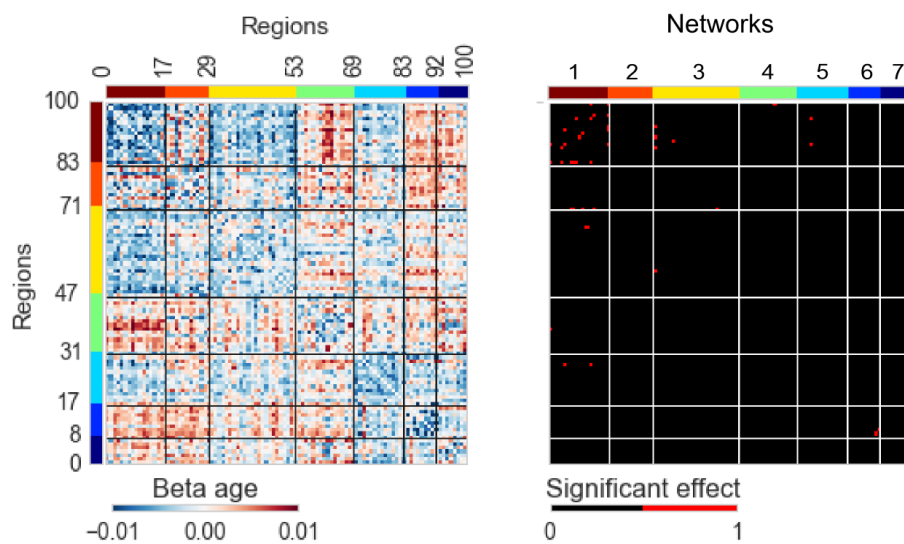 Regions
Networks
0 17 29 53 69 83 92 100
1 2 3 4 5 6 7
100
83
71
47
31
17
8
0
Regions
Beta age
−0.01 0.00 0.01
Significant effect
0 1